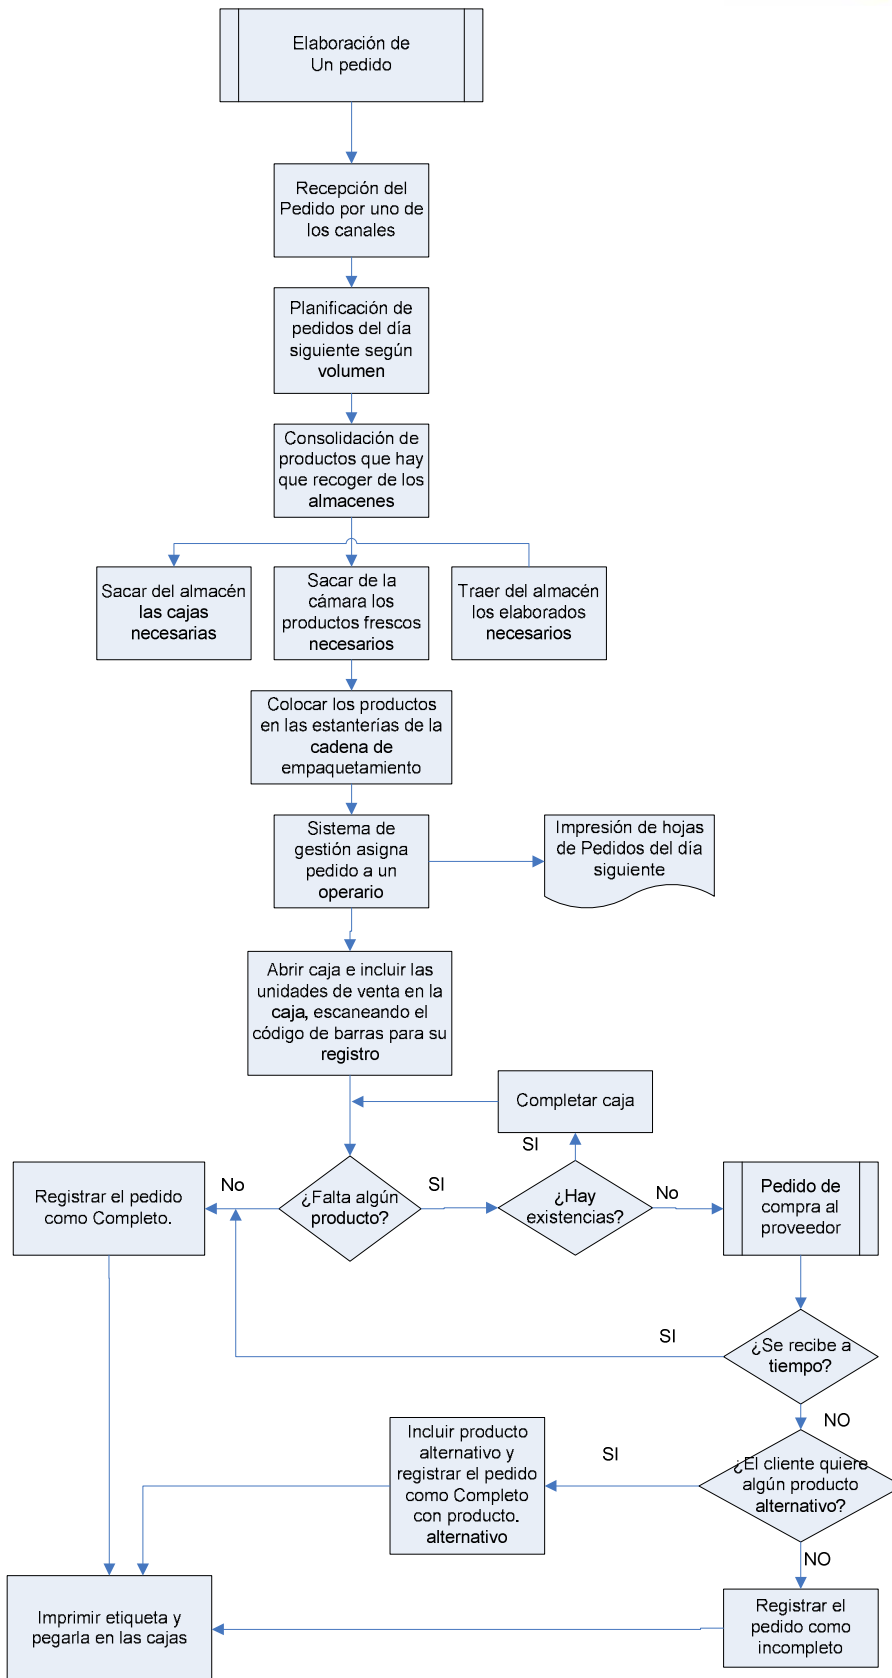 Elaboración de
Un pedido
Recepción del
Pedido por uno de
los canales
Planificación de
pedidos del día
siguiente según
volumen
Consolidación de
productos que hay
que recoger de los
almacenes
Sacar del almacén
las cajas
necesarias
Sacar de la
cámara los
productos frescos
necesarios
Traer del almacén
los elaborados
necesarios
Colocar los productos
en las estanterías de la
cadena de
empaquetamiento
Sistema de
gestión asigna
pedido a un
operario
Impresión de hojas
de Pedidos del día
siguiente
Abrir caja e incluir las
unidades de venta en la
caja, escaneando el
código de barras para su
registro
Completar caja
SI
Registrar el pedido
como Completo.
No
¿Falta algún
producto?
SI
¿Hay
existencias?
No
Pedido de
compra al
proveedor
SI
¿Se recibe a
tiempo?
NO
Incluir producto
alternativo y
registrar el pedido
como Completo
con producto.
alternativo
SI
¿El cliente quiere
algún producto
alternativo?
NO
Imprimir etiqueta y
pegarla en las cajas
Registrar el
pedido como
incompleto